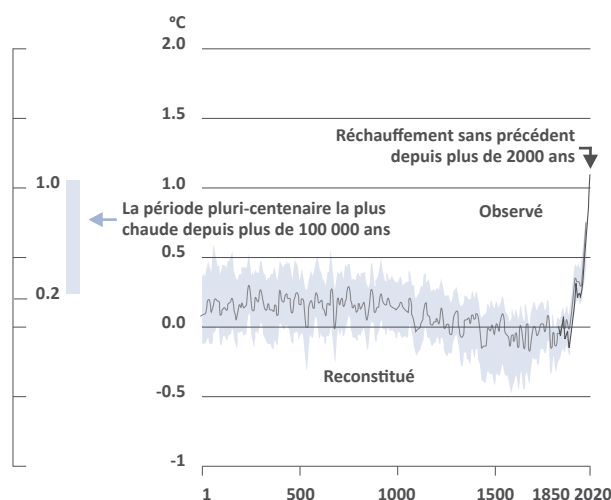 °C
2.0
1.5
Réchauffement sans précédent
depuis plus de 2000 ans
1.0
1.0
La période pluri-centenaire la plus
chaude depuis plus de 100 000 ans
Observé
0.5
0.2
0.0
Reconstitué
-0.5
-1
1 500 1000 1500 1850 2020